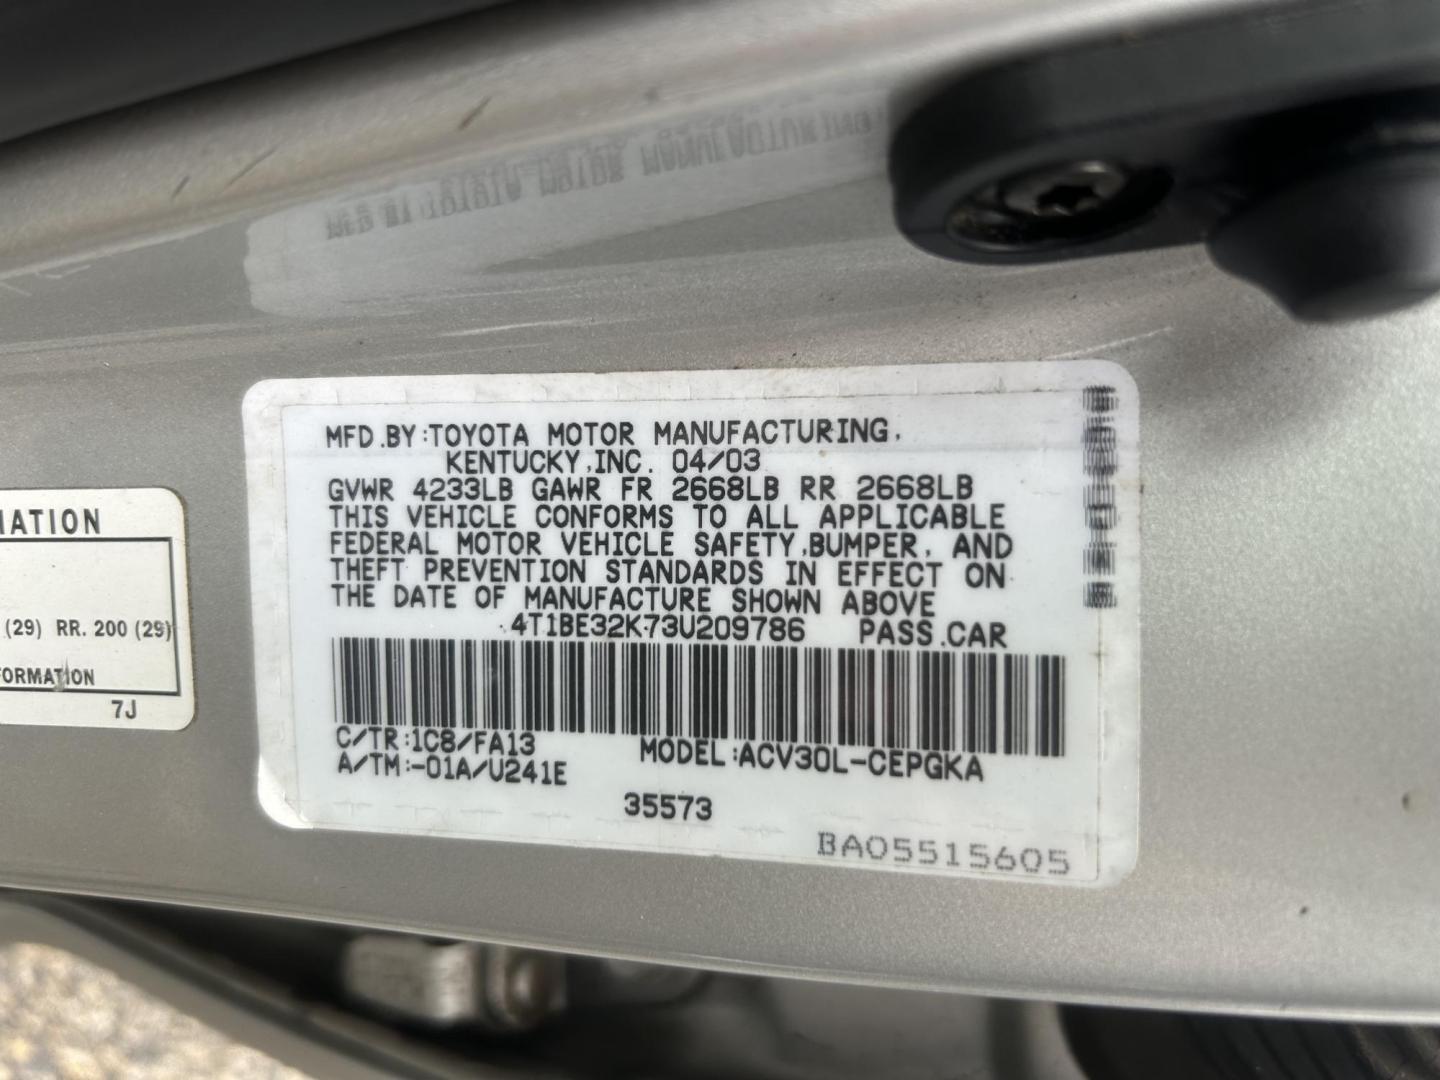 MFD.BY:TOYOTA MOTOR MANUFACTURING,
KENTUCKY,INC. 04/03
GVWR 4233LB GAWR FR 2668LB RR 2668LB
THIS VEHICLE CONFORMS TO ALL APPLICABLE
FEDERAL MOTOR VEHICLE SAFETY,BUMPER, AND
THEFT PREVENTION STANDARDS IN EFFECT ON
THE DATE OF MANUFACTURE SHOWN ABOVE
4T1BE32K73U209786 PASS.CAR
C/TR:1C8/FA13 MODEL:ACV30L-CEPGKA
A/TM:-01A/U241E
35573
BA05515605
(29) RR. 200 (29)
7J